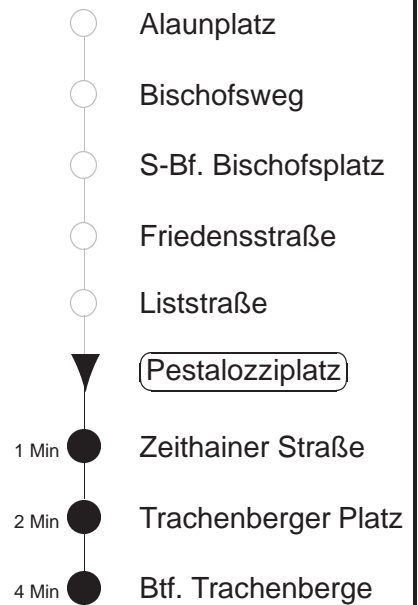 Alaunplatz
Bischofsweg
S-Bf. Bischofsplatz
Friedensstraße
Liststraße
Pestalozziplatz
1 Min Zeithainer Straße
2 Min Trachenberger Platz
4 Min Btf. Trachenberge